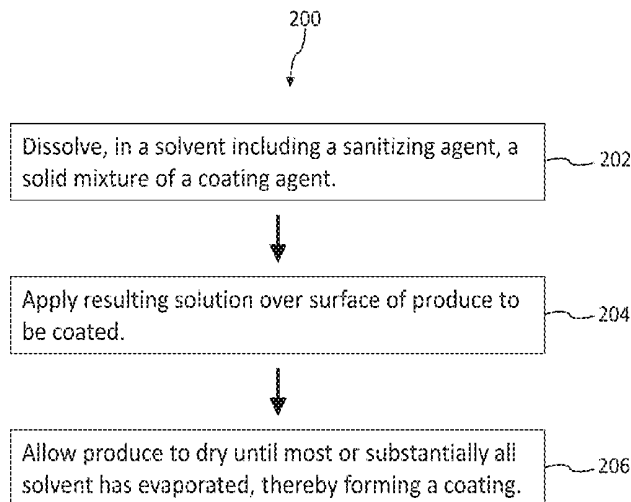 200
Dissolve, in a solvent including a sanitizing agent, a
solid mixture of a coating agent.
202
Apply resulting solution over surface of produce to
be coated.
204
Allow produce to dry until most or substantially all
solvent has evaporated, thereby forming a coating.
206